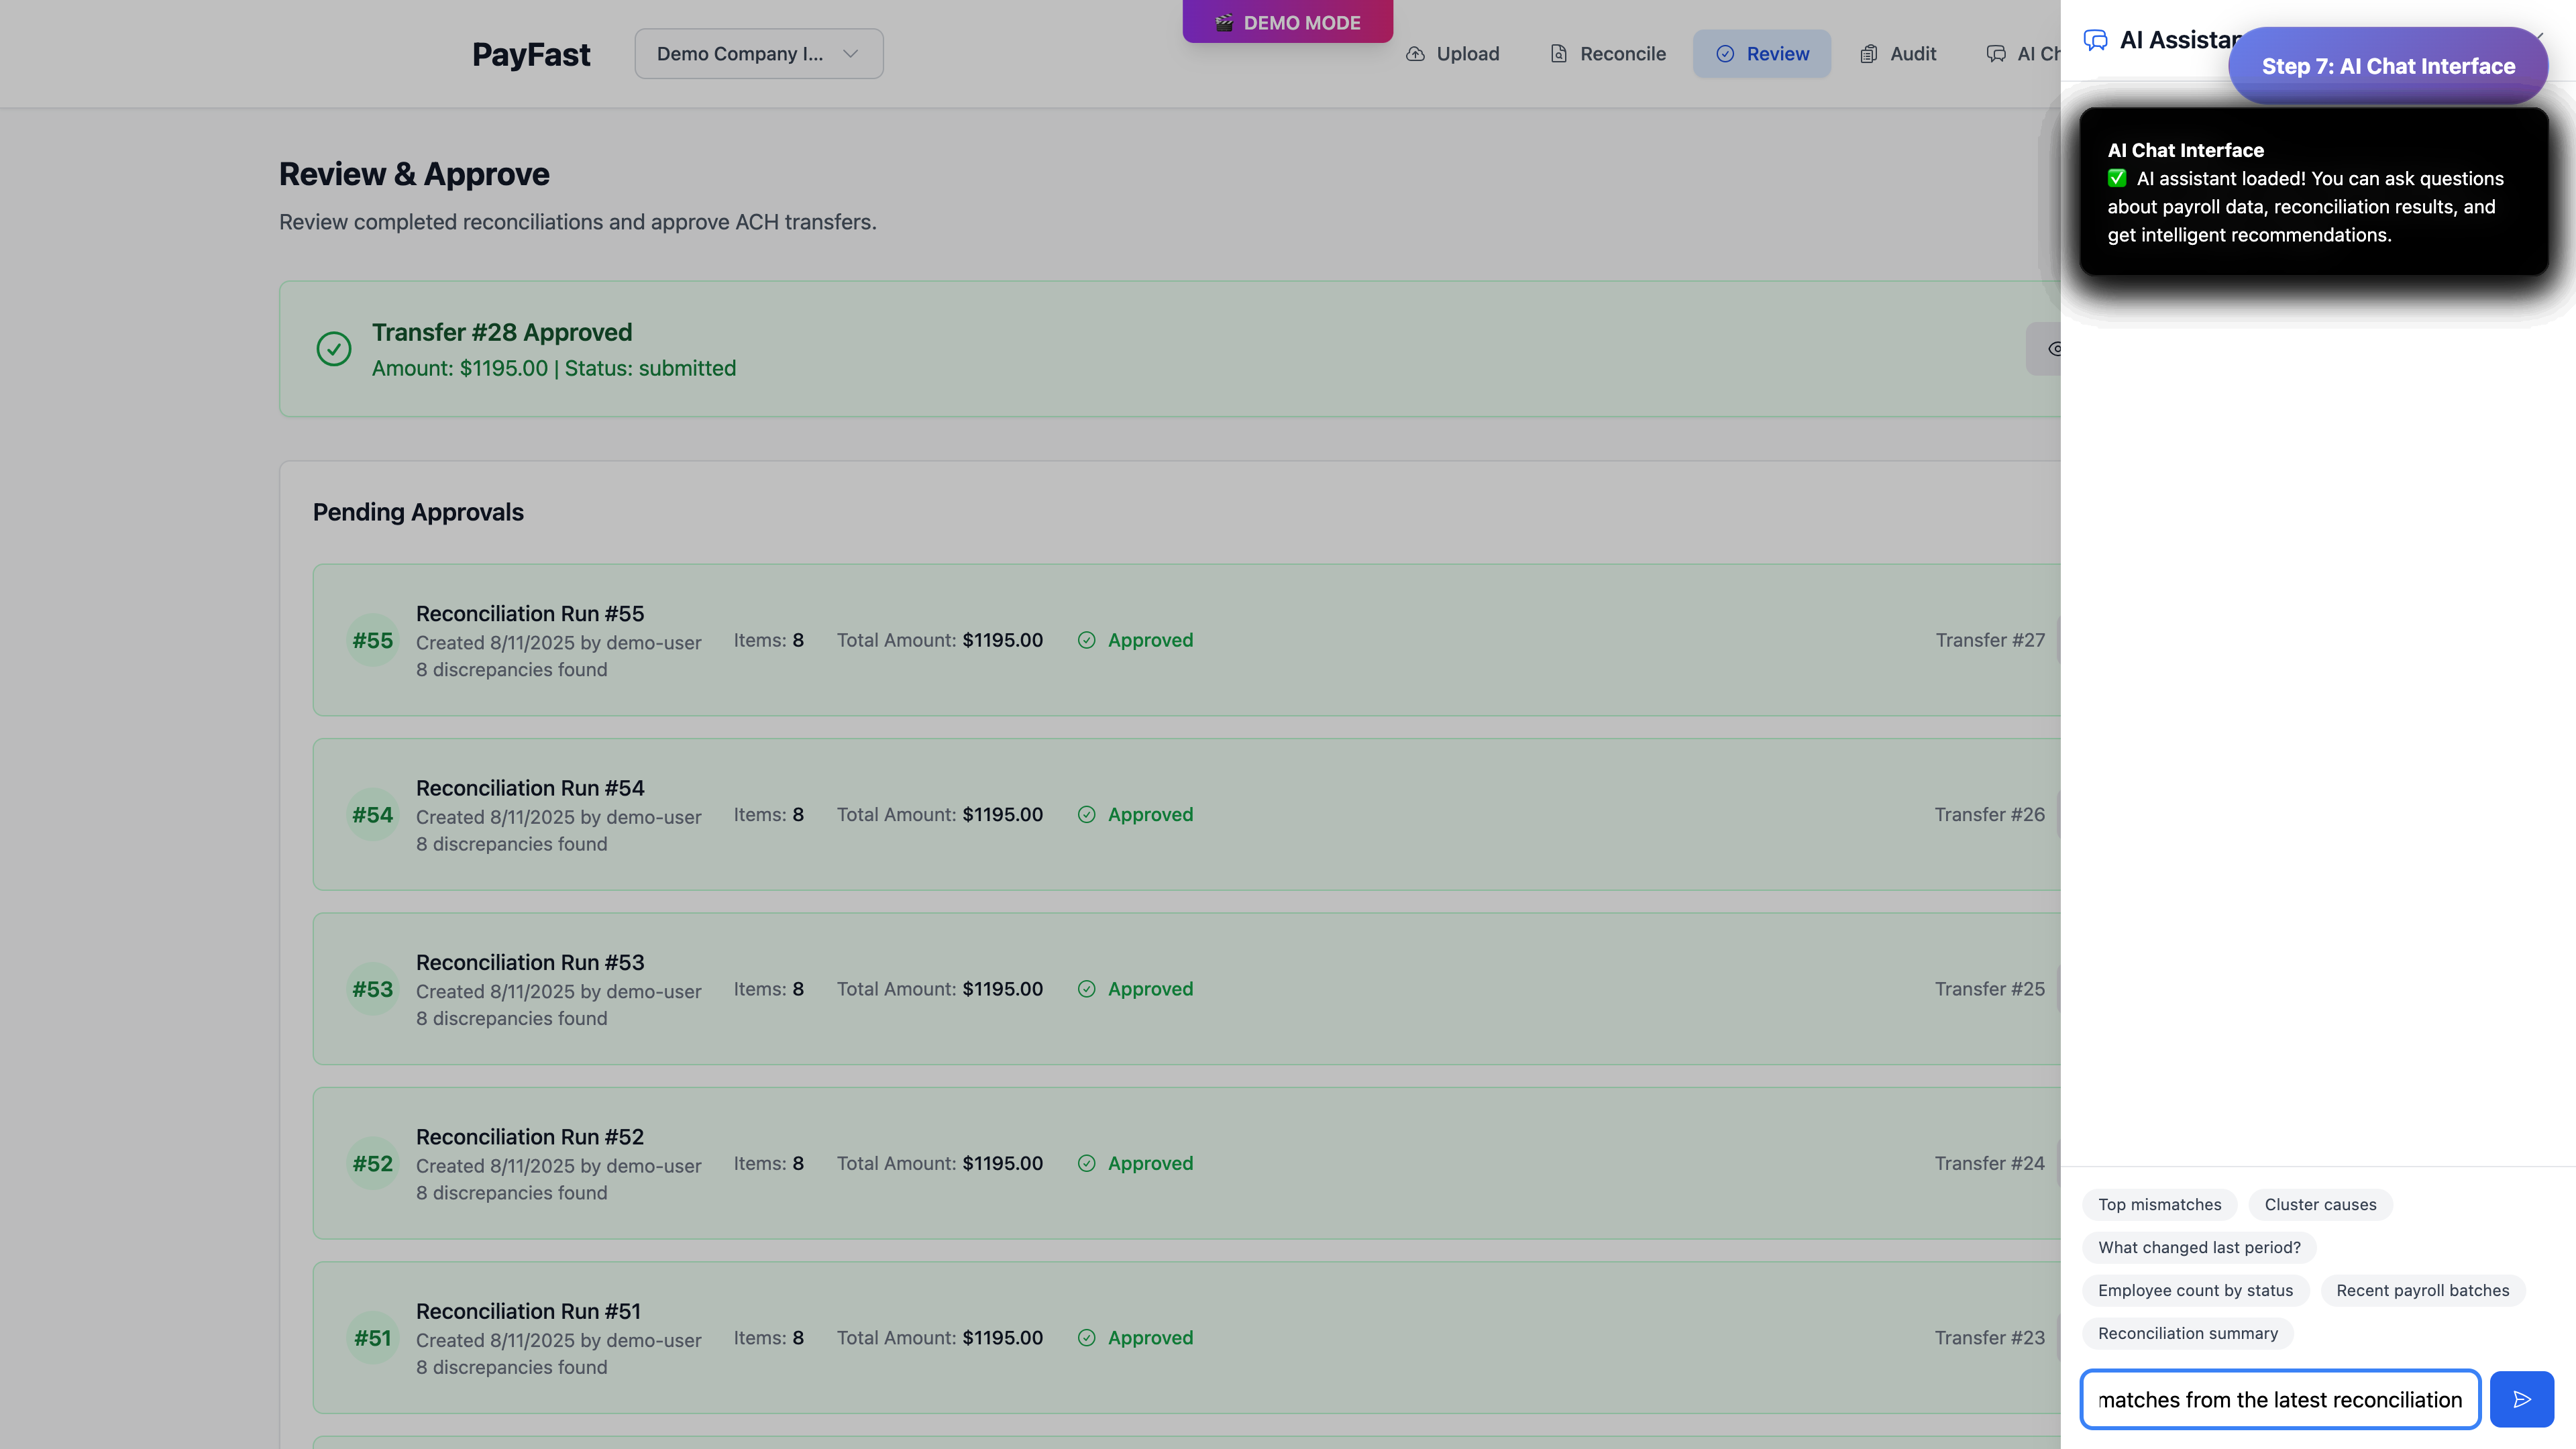 PayFast
Demo Company I...
🎬 DEMO MODE
Upload
Reconcile
Review
Audit
AI Ch
Review & Approve
Review completed reconciliations and approve ACH transfers.
Transfer #28 Approved
Amount: $1195.00 | Status: submitted
Pending Approvals
#55
Reconciliation Run #55
Created 8/11/2025 by demo-user
8 discrepancies found
Items: 8
Total Amount: $1195.00
Approved
Transfer #27
#54
Reconciliation Run #54
Created 8/11/2025 by demo-user
8 discrepancies found
Items: 8
Total Amount: $1195.00
Approved
Transfer #26
#53
Reconciliation Run #53
Created 8/11/2025 by demo-user
8 discrepancies found
Items: 8
Total Amount: $1195.00
Approved
Transfer #25
#52
Reconciliation Run #52
Created 8/11/2025 by demo-user
8 discrepancies found
Items: 8
Total Amount: $1195.00
Approved
Transfer #24
#51
Reconciliation Run #51
Created 8/11/2025 by demo-user
8 discrepancies found
Items: 8
Total Amount: $1195.00
Approved
Transfer #23
AI Assistan
Step 7: AI Chat Interface
AI Chat Interface
✅ AI assistant loaded! You can ask questions
about payroll data, reconciliation results, and
get intelligent recommendations.
Top mismatches
Cluster causes
What changed last period?
Employee count by status
Recent payroll batches
Reconciliation summary
matches from the latest reconciliation